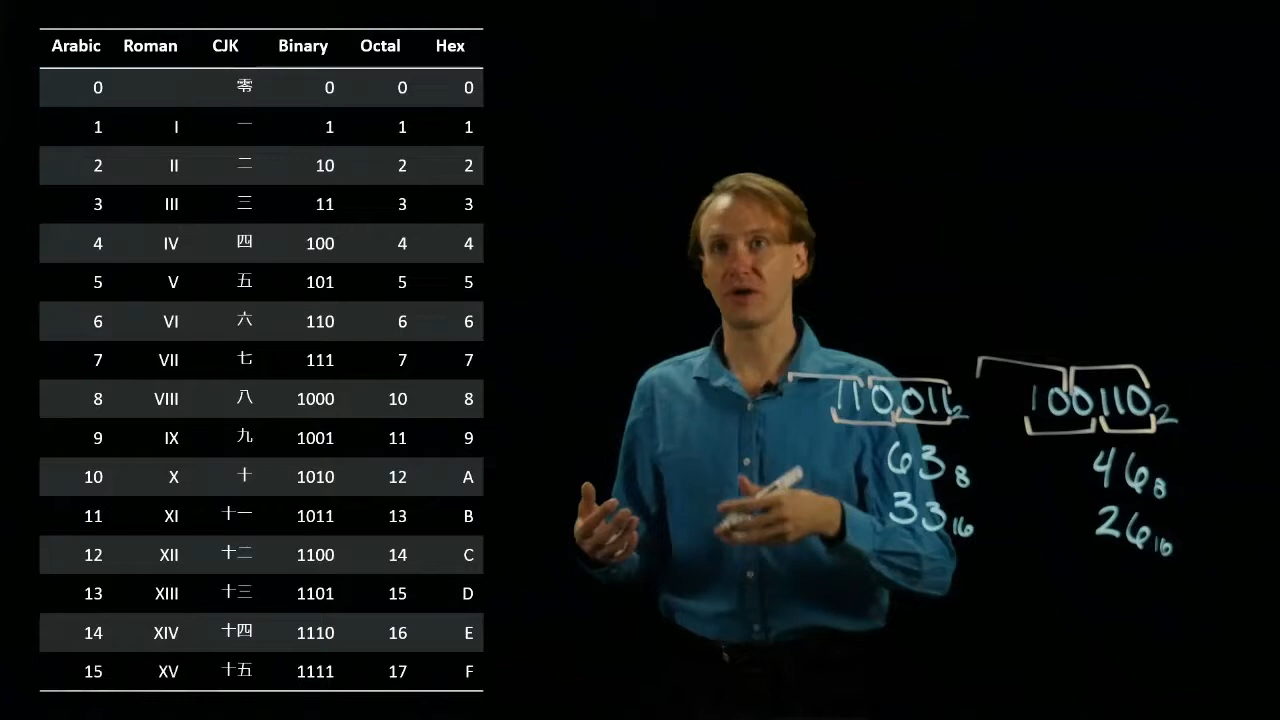 Arabic Roman CJK Binary Octal Hex
0 零 0 0 0
1 I 一 1 1 1
2 II 二 10 2 2
3 III 三 11 3 3
4 IV 四 100 4 4
5 V 五 101 5 5
6 VI 六 110 6 6
7 VII 七 111 7 7
8 VIII 八 1000 10 8
9 IX 九 1001 11 9
10 X 十 1010 12 A
11 XI 十一 1011 13 B
12 XII 十二 1100 14 C
13 XIII 十三 1101 15 D
14 XIV 十四 1110 16 E
15 XV 十五 1111 17 F
110011₂ 100110₂
63₈ 46₈
33₁₆ 26₁₆